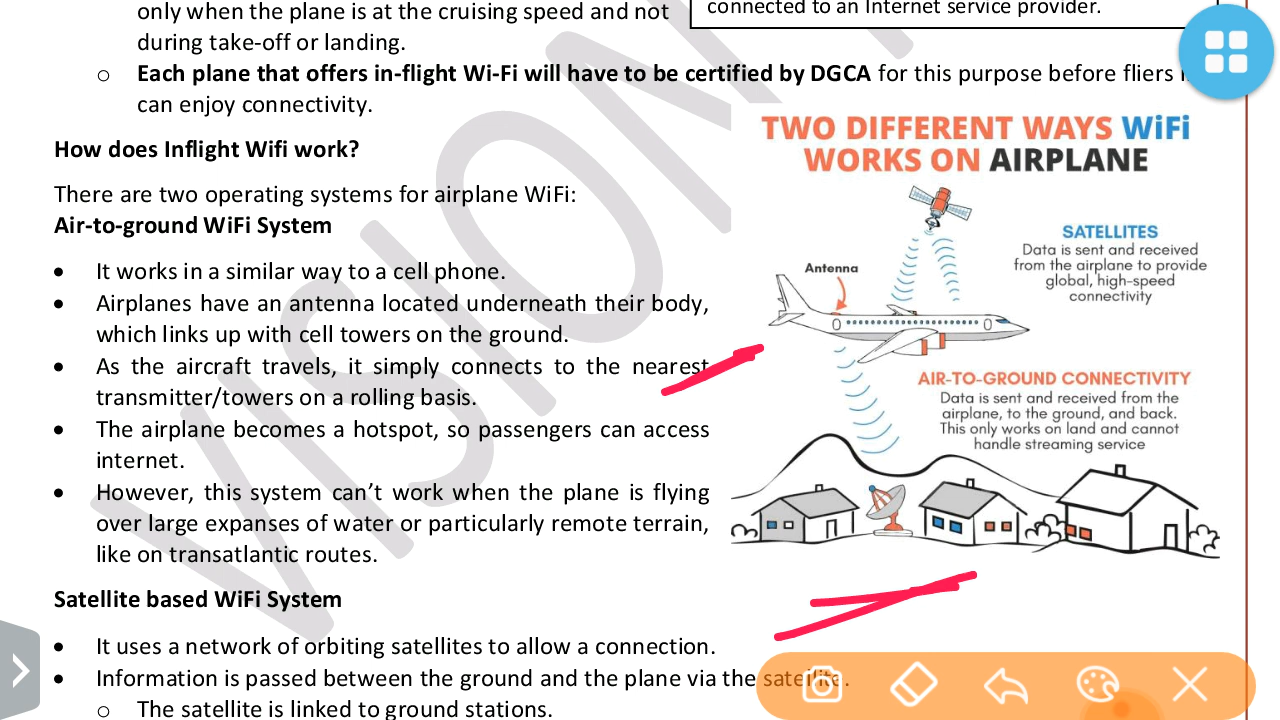 only when the plane is at the cruising speed and not
during take-off or landing.
connected to an Internet service provider.
o Each plane that offers in-flight Wi-Fi will have to be certified by DGCA for this purpose before fliers
can enjoy connectivity.
How does Inflight Wifi work?
There are two operating systems for airplane WiFi:
Air-to-ground WiFi System
• It works in a similar way to a cell phone.
• Airplanes have an antenna located underneath their body,
which links up with cell towers on the ground.
• As the aircraft travels, it simply connects to the nearest
transmitter/towers on a rolling basis.
• The airplane becomes a hotspot, so passengers can access
internet.
• However, this system can’t work when the plane is flying
over large expanses of water or particularly remote terrain,
like on transatlantic routes.
TWO DIFFERENT WAYS WiFi
WORKS ON AIRPLANE
SATELLITES
Data is sent and received
from the airplane to provide
global, high-speed
connectivity
Antenna
AIR-TO-GROUND CONNECTIVITY
Data is sent and received from the
airplane, to the ground, and back.
This only works on land and cannot
handle streaming service
Satellite based WiFi System
• It uses a network of orbiting satellites to allow a connection.
• Information is passed between the ground and the plane via the satellite.
o The satellite is linked to ground stations.
VISION